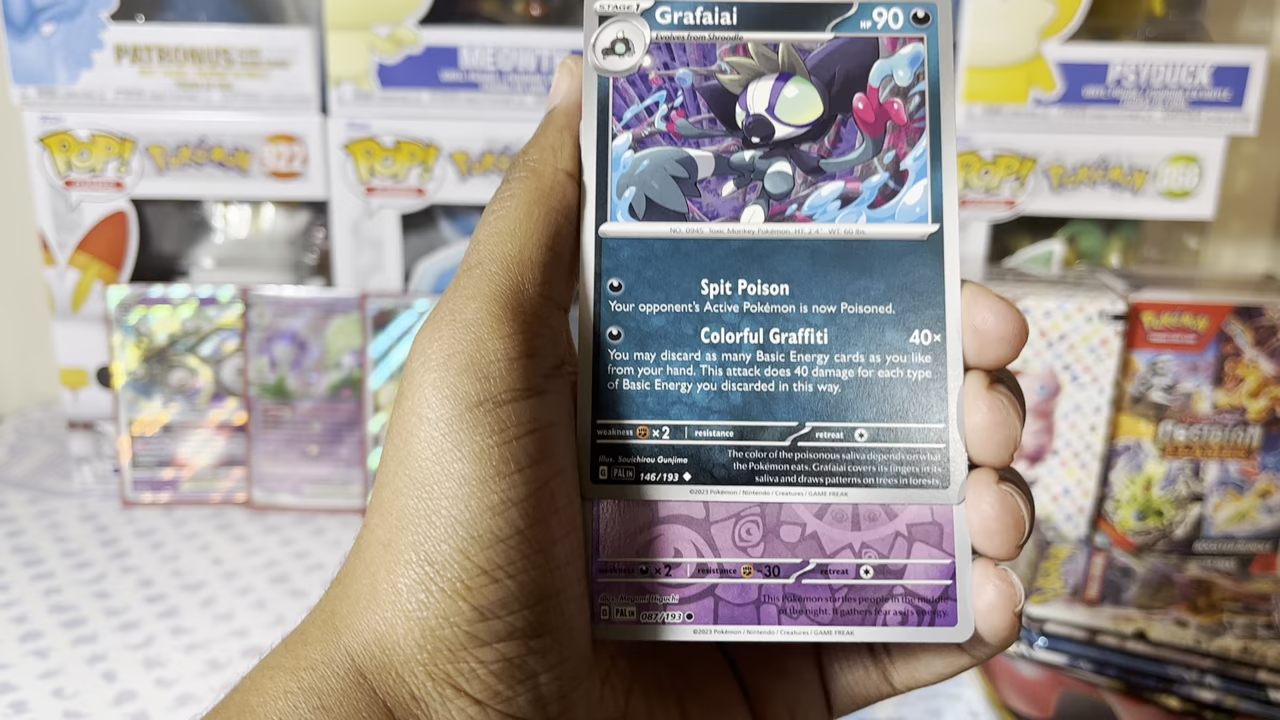 STAGE 1
Grafaiai
HP 90
Evolves from Shroodle
NO. 0945 Toxic Monkey Pokémon HT: 2'4" WT: 60 lbs.
Spit Poison
Your opponent's Active Pokémon is now Poisoned.
Colorful Graffiti 40×
You may discard as many Basic Energy cards as you like
from your hand. This attack does 40 damage for each type
of Basic Energy you discarded in this way.
weakness ×2 resistance retreat
Illus. Souichirou Gunjima
G PAL EN 146/193
The color of the poisonous saliva depends on what
the Pokémon eats. Grafaiai covers its fingers in its
saliva and draws patterns on trees in forests.
©2023 Pokémon / Nintendo / Creatures / GAME FREAK
weakness ×2 resistance -30 retreat
Illus. Megumi Higuchi
G PAL EN 087/193
This Pokémon startles people in the middle
of the night. It gathers fear as its energy.
©2023 Pokémon / Nintendo / Creatures / GAME FREAK
PATRONUS
MEOWTH
PSYDUCK
POP! Pokémon
POP!
POP! Pokémon
Pokémon